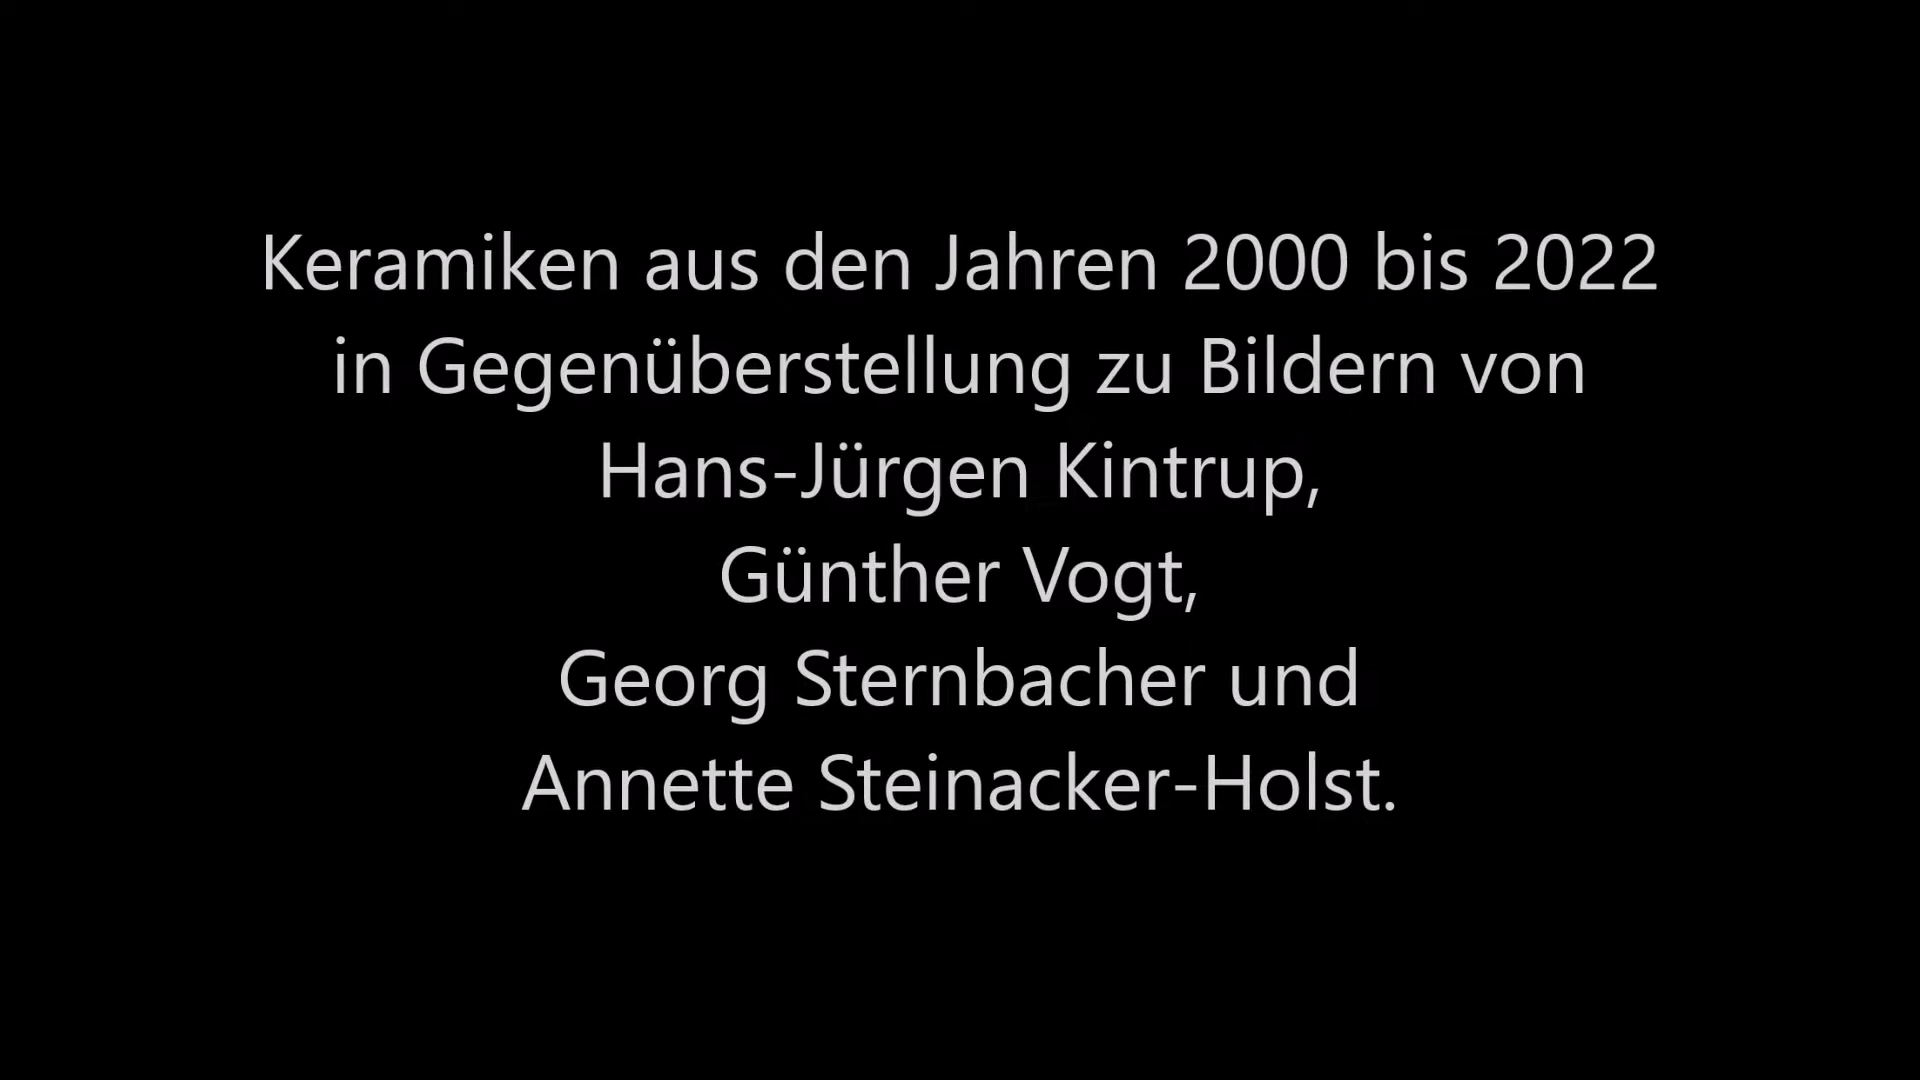 Keramiken aus den Jahren 2000 bis 2022
in Gegenüberstellung zu Bildern von
Hans-Jürgen Kintrup,
Günther Vogt,
Georg Sternbacher und
Annette Steinacker-Holst.